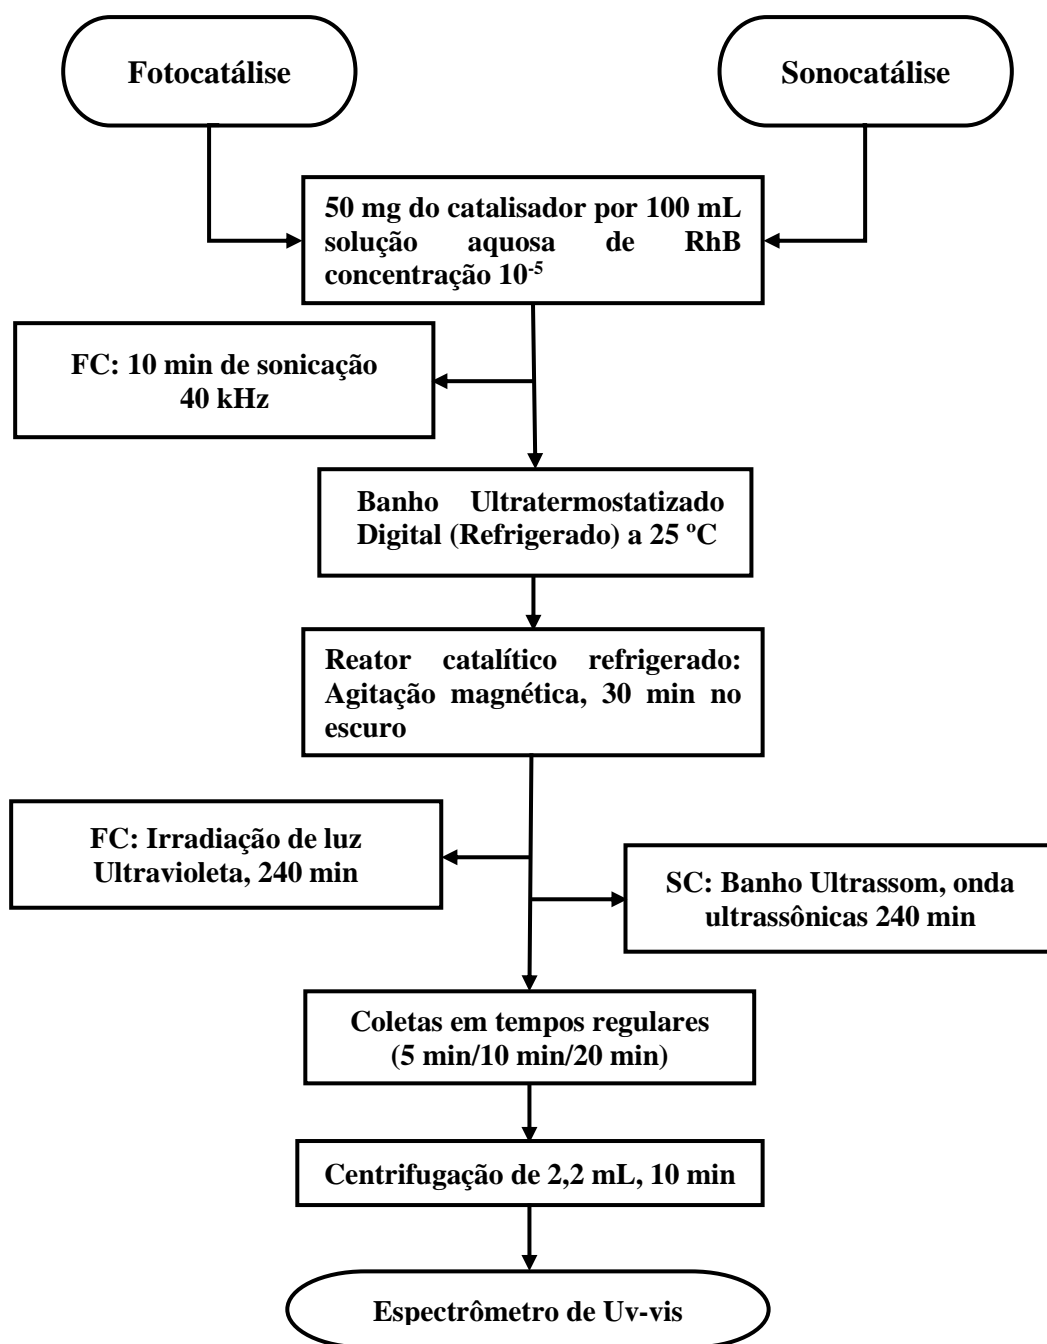 Fotocatálise
Sonocatálise
50 mg do catalisador por 100 mL
solução aquosa de RhB
concentração 10⁻⁵
FC: 10 min de sonicação
40 kHz
Banho Ultratermostatizado
Digital (Refrigerado) a 25 ºC
Reator catalítico refrigerado:
Agitação magnética, 30 min no
escuro
FC: Irradiação de luz
Ultravioleta, 240 min
SC: Banho Ultrassom, onda
ultrassônicas 240 min
Coletas em tempos regulares
(5 min/10 min/20 min)
Centrifugação de 2,2 mL, 10 min
Espectrômetro de Uv-vis